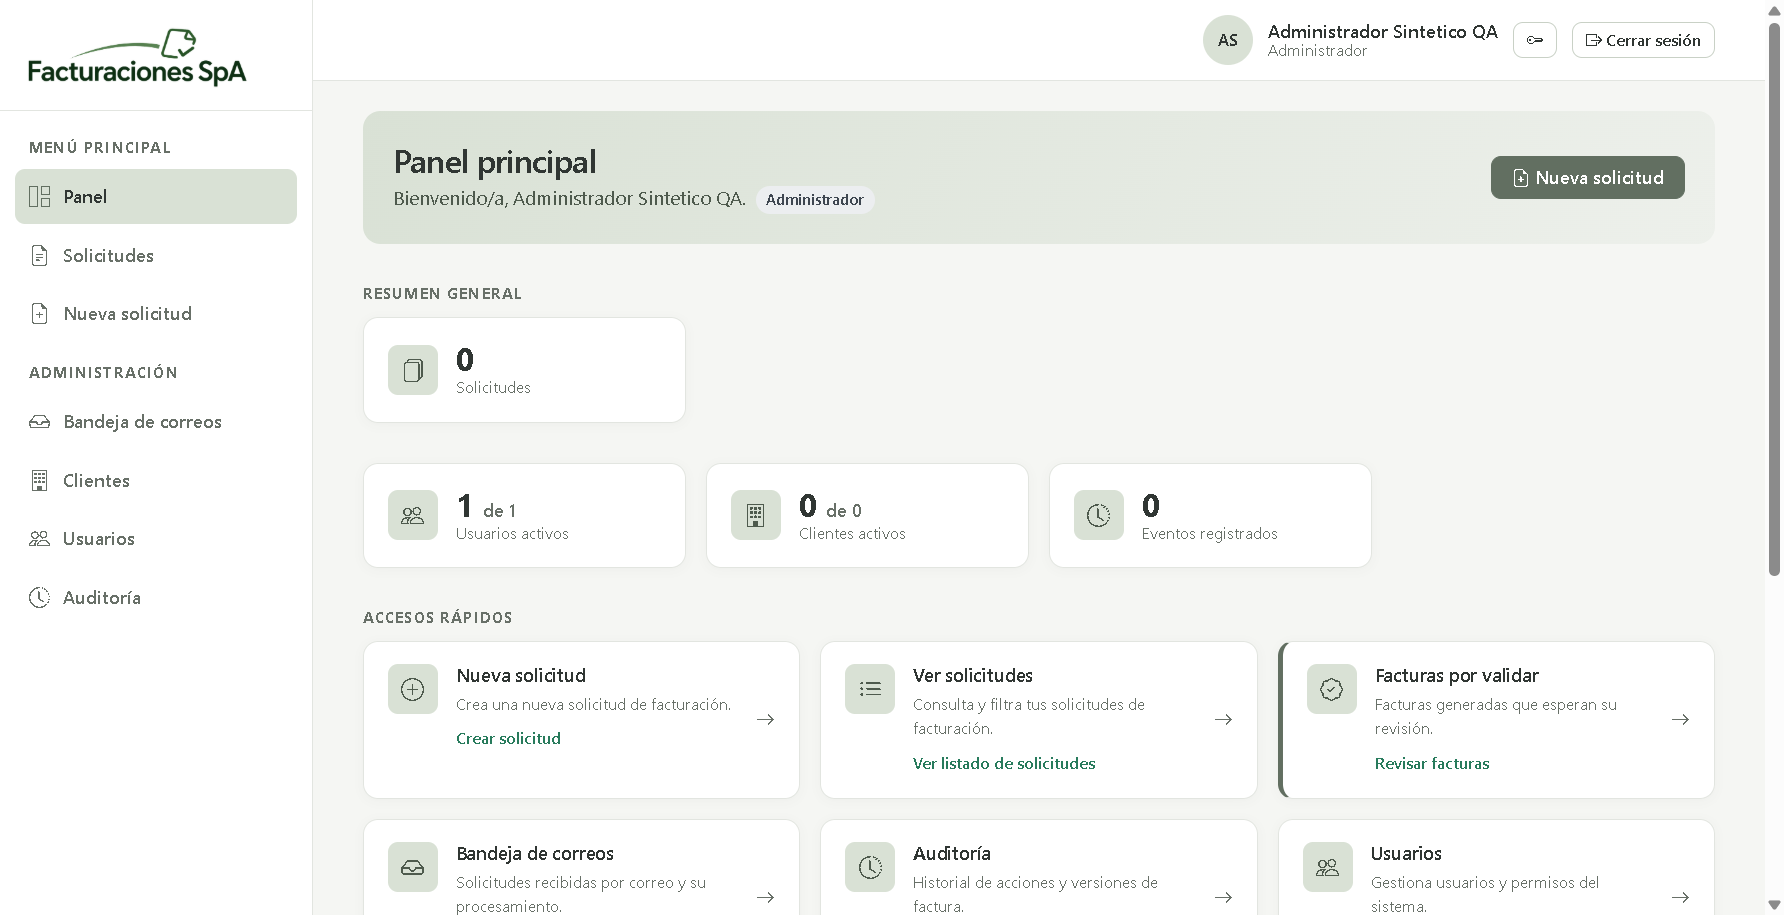 Facturaciones SpA
MENÚ PRINCIPAL
Panel
Solicitudes
Nueva solicitud
ADMINISTRACIÓN
Bandeja de correos
Clientes
Usuarios
Auditoría
AS
Administrador Sintetico QA
Administrador
Cerrar sesión
Panel principal
Bienvenido/a, Administrador Sintetico QA. Administrador
Nueva solicitud
RESUMEN GENERAL
0
Solicitudes
1 de 1
Usuarios activos
0 de 0
Clientes activos
0
Eventos registrados
ACCESOS RÁPIDOS
Nueva solicitud
Crea una nueva solicitud de facturación.
Crear solicitud
Ver solicitudes
Consulta y filtra tus solicitudes de
facturación.
Ver listado de solicitudes
Facturas por validar
Facturas generadas que esperan su
revisión.
Revisar facturas
Bandeja de correos
Solicitudes recibidas por correo y su
procesamiento.
Auditoría
Historial de acciones y versiones de
factura.
Usuarios
Gestiona usuarios y permisos del
sistema.